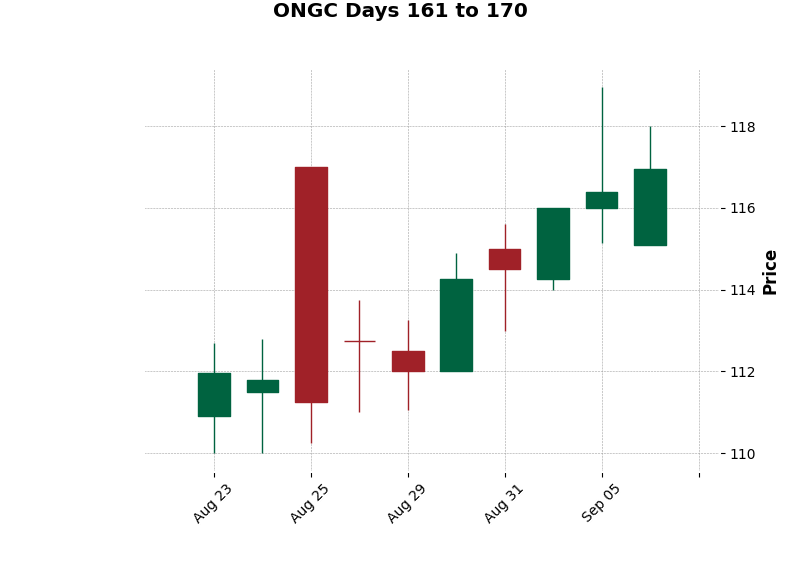 ONGC Days 161 to 170
118
116
114
112
110
Price
Aug 23
Aug 25
Aug 29
Aug 31
Sep 05